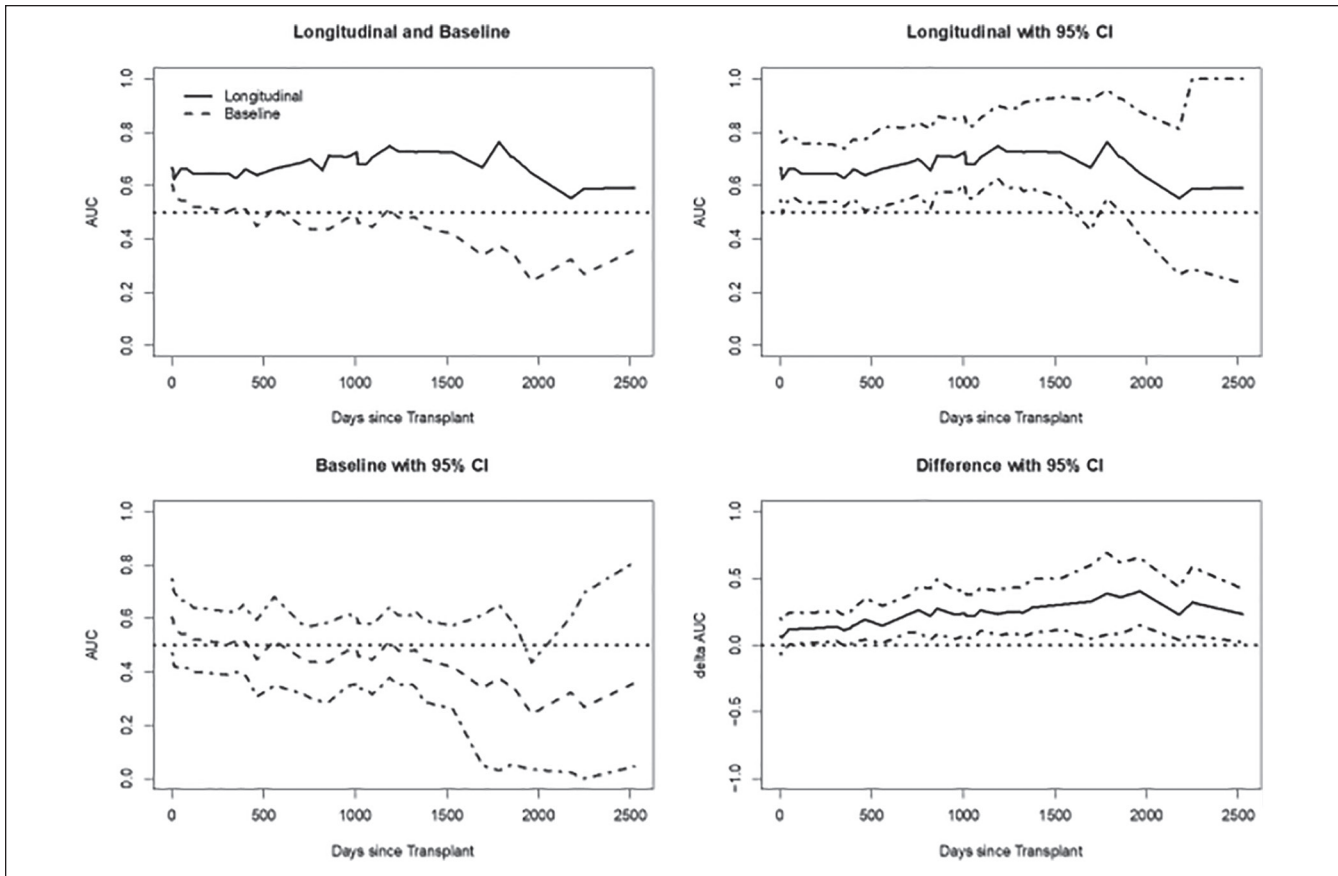 Longitudinal and Baseline
AUC
1.0
0.8
0.6
0.4
0.2
0.0
Longitudinal
Baseline
0 500 1000 1500 2000 2500
Days since Transplant
Longitudinal with 95% CI
AUC
1.0
0.8
0.6
0.4
0.2
0.0
0 500 1000 1500 2000 2500
Days since Transplant
Baseline with 95% CI
AUC
1.0
0.8
0.6
0.4
0.2
0.0
0 500 1000 1500 2000 2500
Days since Transplant
Difference with 95% CI
delta AUC
1.0
0.5
0.0
−0.5
−1.0
0 500 1000 1500 2000 2500
Days since Transplant